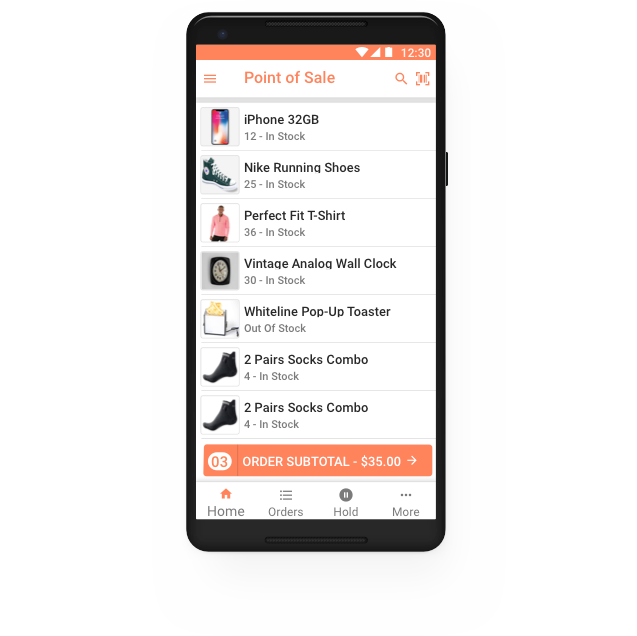 12:30
Point of Sale
iPhone 32GB
12 - In Stock
Nike Running Shoes
25 - In Stock
Perfect Fit T-Shirt
36 - In Stock
Vintage Analog Wall Clock
30 - In Stock
Whiteline Pop-Up Toaster
Out Of Stock
2 Pairs Socks Combo
4 - In Stock
2 Pairs Socks Combo
4 - In Stock
03 ORDER SUBTOTAL - $35.00 →
Home Orders Hold More